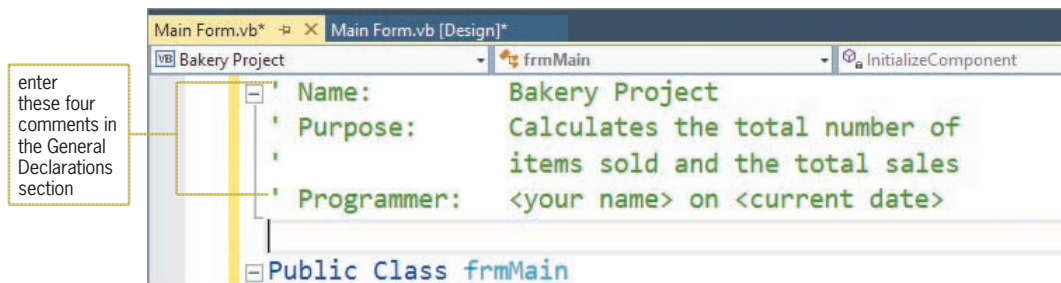 Main Form.vb* Main Form.vb [Design]*
VB Bakery Project frmMain InitializeComponent
enter
these four
comments in
the General
Declarations
section
' Name: Bakery Project
' Purpose: Calculates the total number of
' items sold and the total sales
' Programmer: <your name> on <current date>
Public Class frmMain